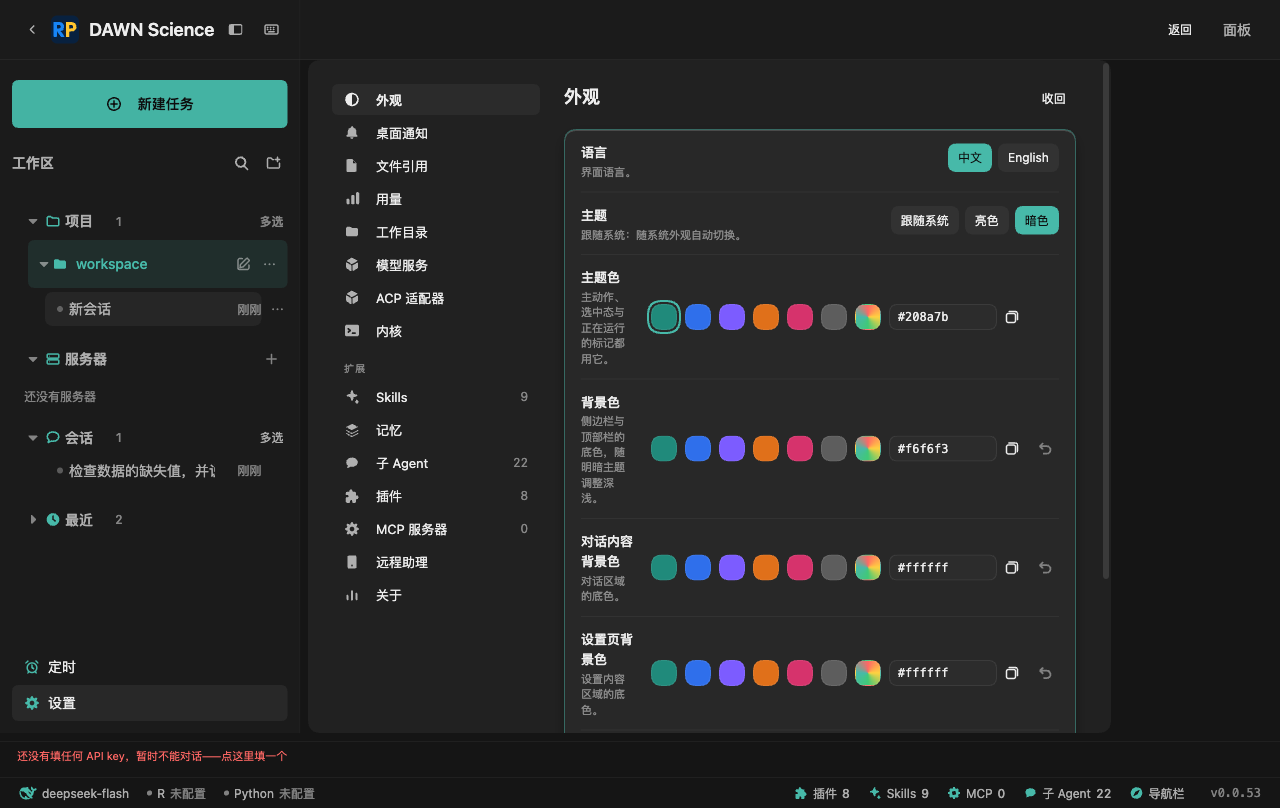 RP DAWN Science
返回
面板
新建任务
工作区
项目 1 多选
workspace
新会话 刚刚
服务器
还没有服务器
会话 1 多选
检查数据的缺失值，并 刚刚
最近 2
定时
设置
外观
桌面通知
文件引用
用量
工作目录
模型服务
ACP 适配器
内核
扩展
Skills 9
记忆
子 Agent 22
插件 8
MCP 服务器 0
远程助理
关于
外观
收回
语言
界面语言。
中文 English
主题
跟随系统：随系统外观自动切换。
跟随系统 亮色 暗色
主题色
主动作、
选中态与
正在运行
的标记都
用它。
#208a7b
背景色
侧边栏与
顶部栏的
底色，随
明暗主题
调整深
浅。
#f6f6f3
对话内容
背景色
对话区域
的底色。
#ffffff
设置页背
景色
设置内容
区域的底
色。
#ffffff
还没有填任何 API key，暂时不能对话——点这里填一个
deepseek-flash R 未配置 Python 未配置
插件 8 Skills 9 MCP 0 子 Agent 22 导航栏 v0.0.53